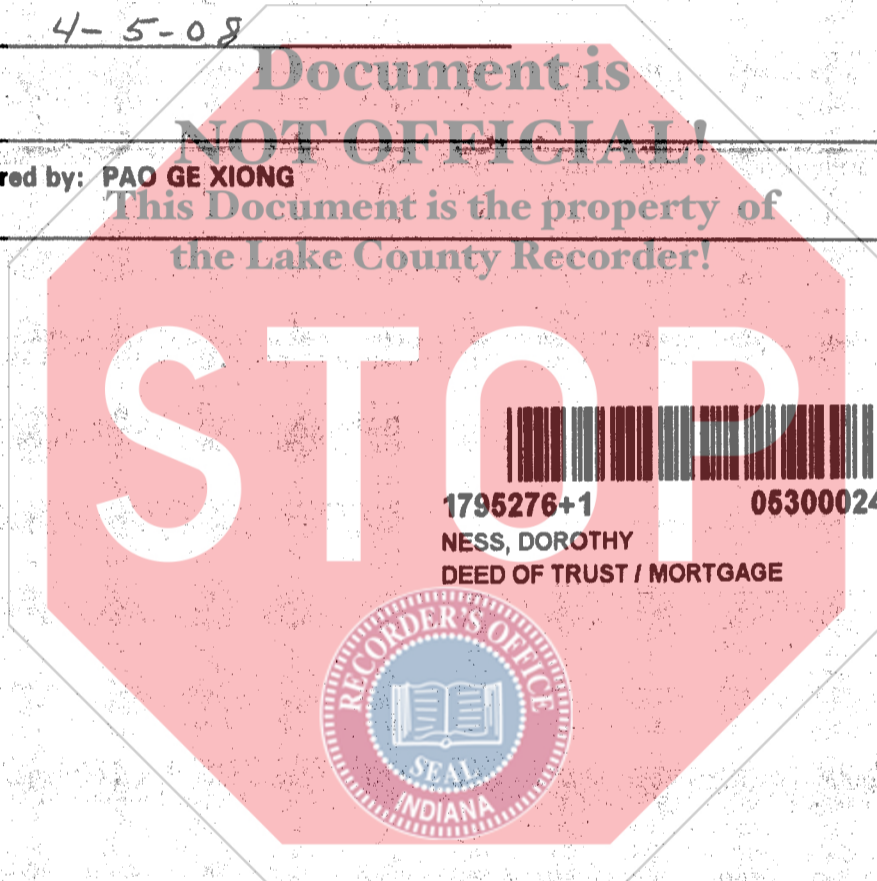 4-5-08
Document is
NOT OFFICIAL!
red by: PAO GE XIONG
This Document is the property of
the Lake County Recorder!
STOP
1795276+1 05300024
NESS, DOROTHY
DEED OF TRUST / MORTGAGE
RECORDER'S OFFICE
SEAL
INDIANA